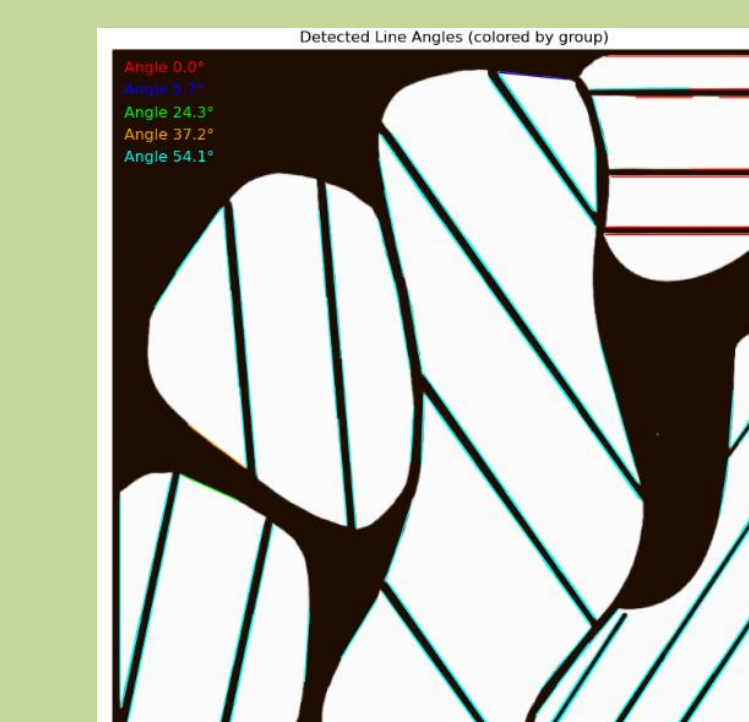 Detected Line Angles (colored by group)
Angle 0.0°
Angle 5.7°
Angle 24.3°
Angle 37.2°
Angle 54.1°